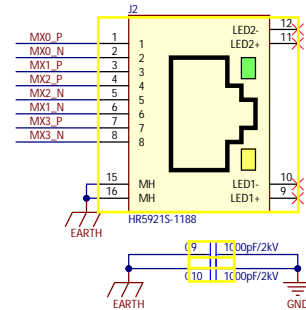 J2
MX0_P 1 1
MX0_N 2 2
MX1_P 3 3
MX2_P 4 4
MX2_N 5 5
MX1_N 6 6
MX3_P 7 7
MX3_N 8 8
LED2- 12
LED2+ 11
15 MH
16 MH
LED1- 10
LED1+ 9
EARTH
HR5921S-1188
C9 1000pF/2kV
C10 1000pF/2kV
EARTH
GND